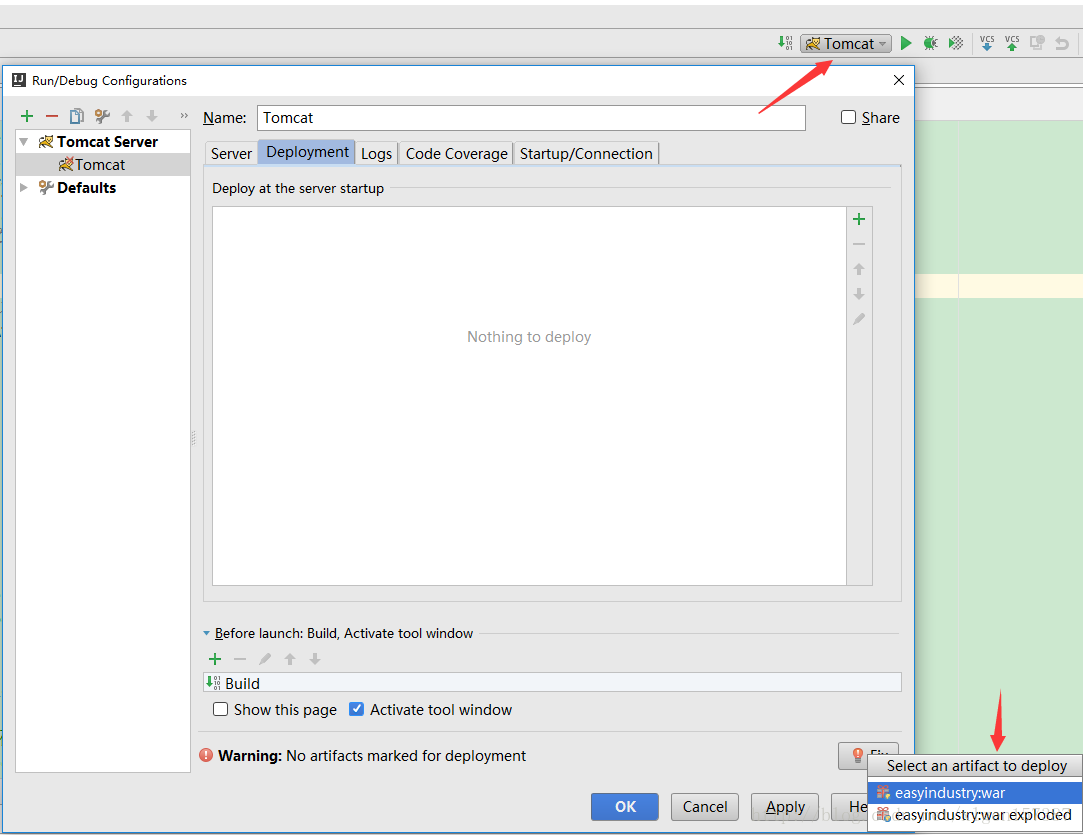 Tomcat
VCS VCS
Run/Debug Configurations
Name: Tomcat
Share
Tomcat Server
Tomcat
Defaults
Server Deployment Logs Code Coverage Startup/Connection
Deploy at the server startup
Nothing to deploy
Before launch: Build, Activate tool window
Build
Show this page Activate tool window
Warning: No artifacts marked for deployment
Fix
Select an artifact to deploy
easyindustry:war
easyindustry:war exploded
OK Cancel Apply He